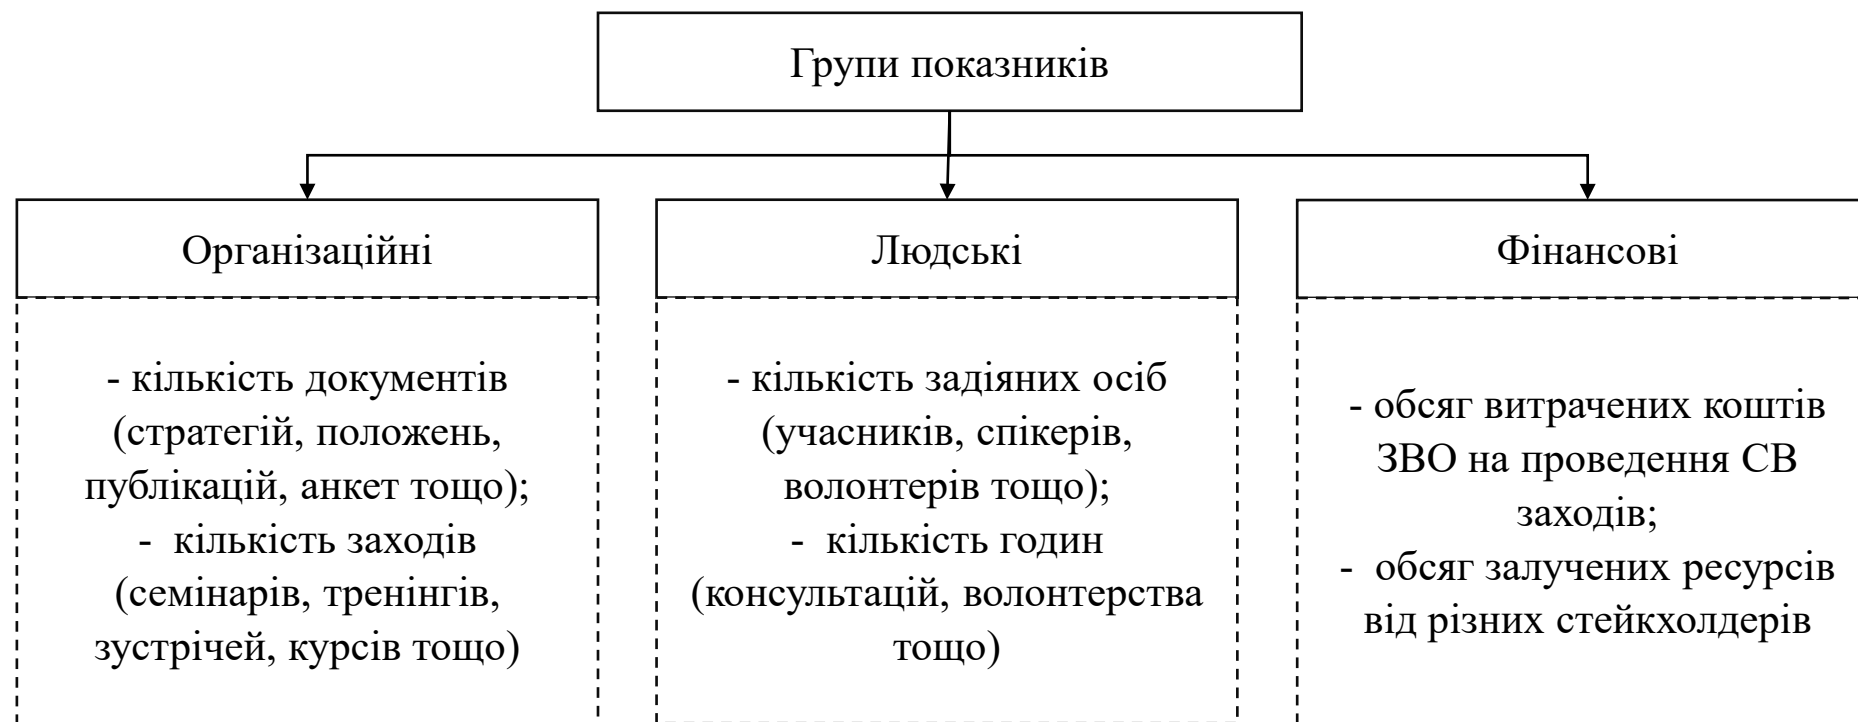 Групи показників
Організаційні
- кількість документів
(стратегій, положень,
публікацій, анкет тощо);
- кількість заходів
(семінарів, тренінгів,
зустрічей, курсів тощо)
Людські
- кількість задіяних осіб
(учасників, спікерів,
волонтерів тощо);
- кількість годин
(консультацій, волонтерства
тощо)
Фінансові
- обсяг витрачених коштів
ЗВО на проведення СВ
заходів;
- обсяг залучених ресурсів
від різних стейкхолдерів